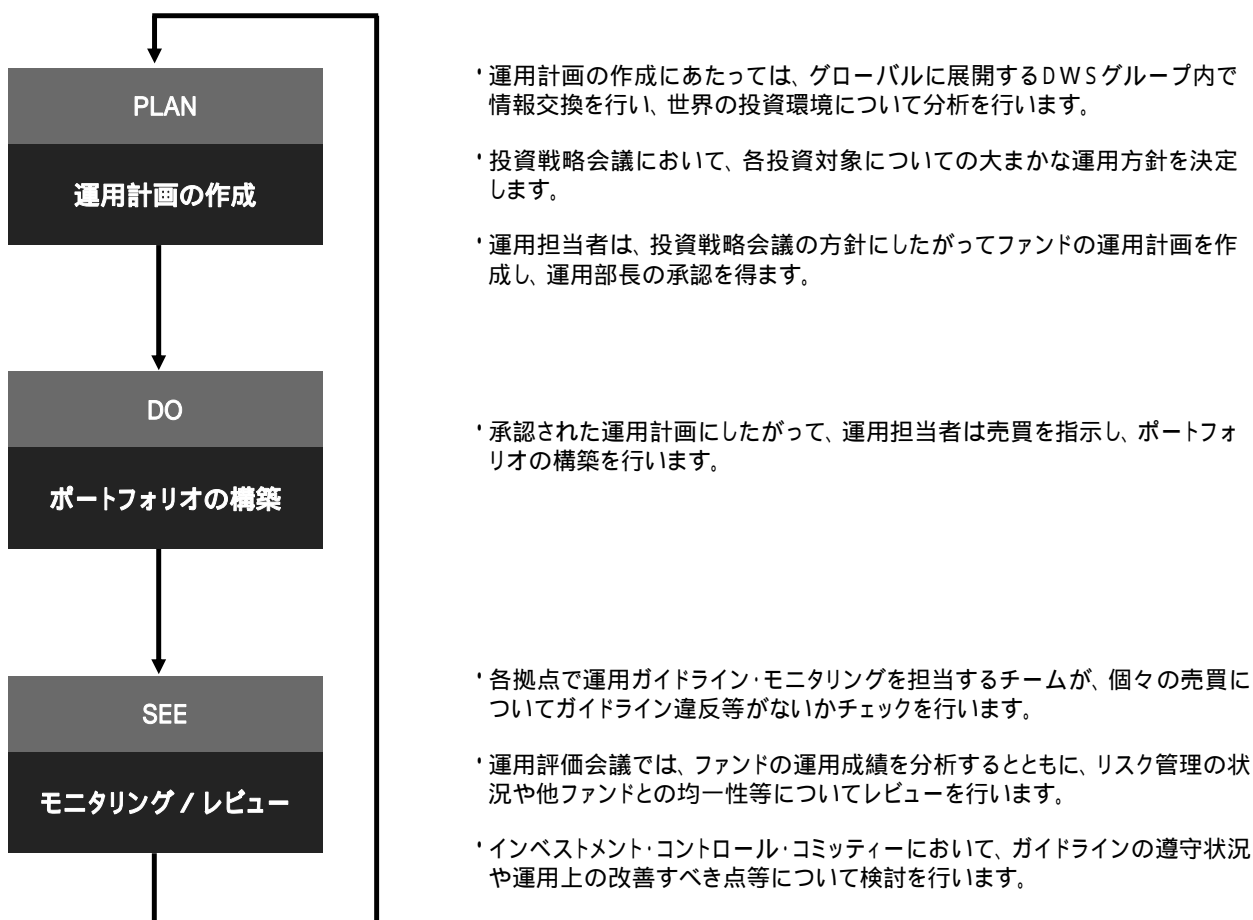 PLAN
運用計画の作成
・運用計画の作成にあたっては、グローバルに展開するDWSグループ内で
情報交換を行い、世界の投資環境について分析を行います。
・投資戦略会議において、各投資対象についての大まかな運用方針を決定
します。
・運用担当者は、投資戦略会議の方針にしたがってファンドの運用計画を作
成し、運用部長の承認を得ます。
DO
ポートフォリオの構築
・承認された運用計画にしたがって、運用担当者は売買を指示し、ポートフォ
リオの構築を行います。
SEE
モニタリング / レビュー
・各拠点で運用ガイドライン・モニタリングを担当するチームが、個々の売買に
ついてガイドライン違反等がないかチェックを行います。
・運用評価会議では、ファンドの運用成績を分析するとともに、リスク管理の状
況や他ファンドとの均一性等についてレビューを行います。
・インベストメント・コントロール・コミッティーにおいて、ガイドラインの遵守状況
や運用上の改善すべき点等について検討を行います。